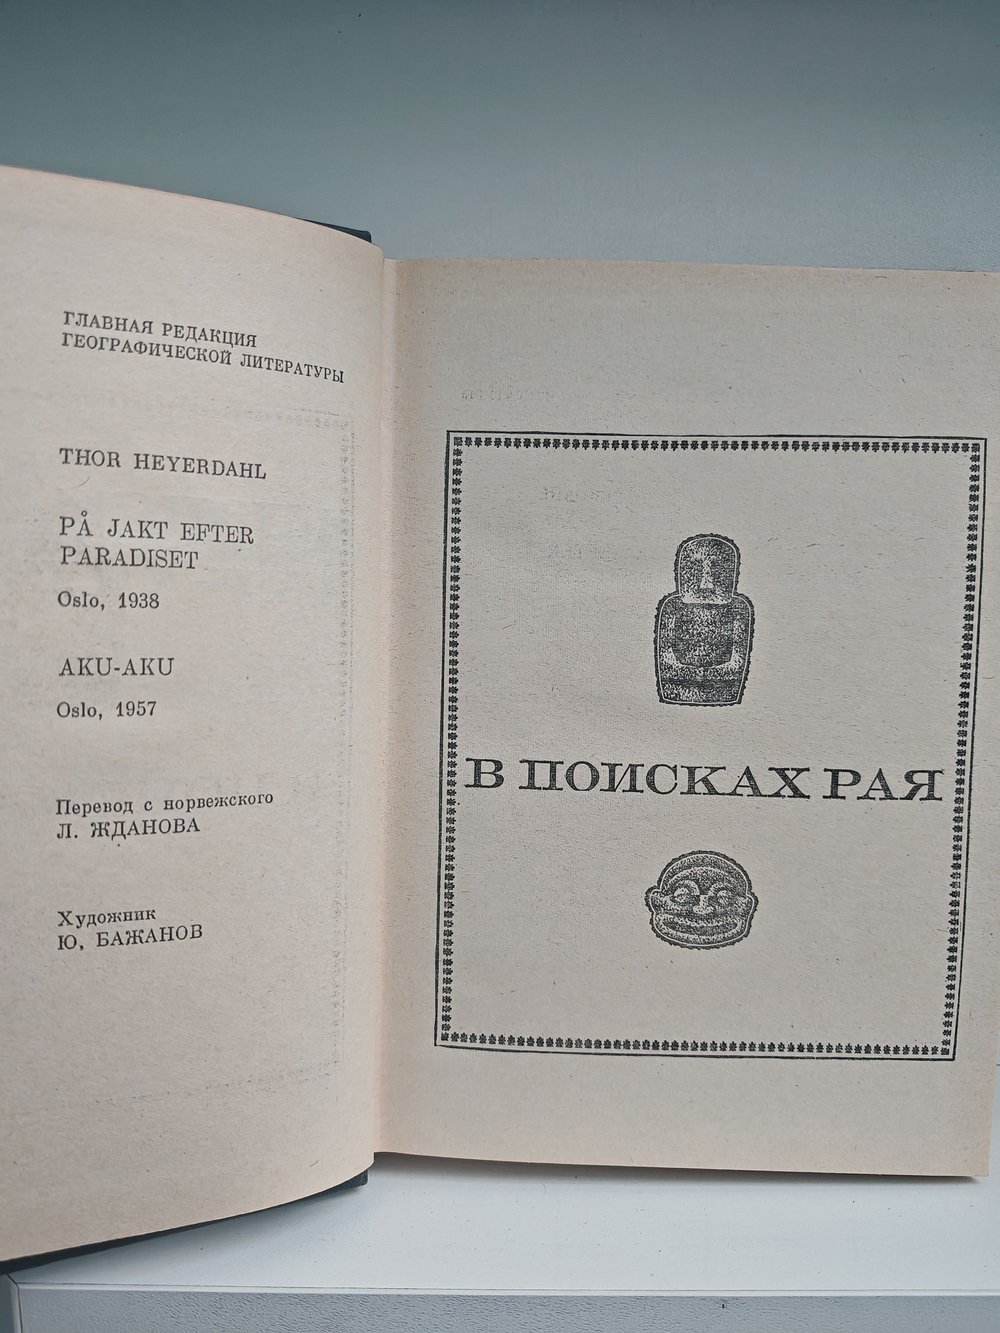 ГЛАВНАЯ РЕДАКЦИЯ
ГЕОГРАФИЧЕСКОЙ ЛИТЕРАТУРЫ
THOR HEYERDAHL
PÅ JAKT EFTER
PARADISET
Oslo, 1938
AKU-AKU
Oslo, 1957
Перевод с норвежского
Л. ЖДАНОВА
Художник
Ю. БАЖАНОВ
В ПОИСКАХ РАЯ